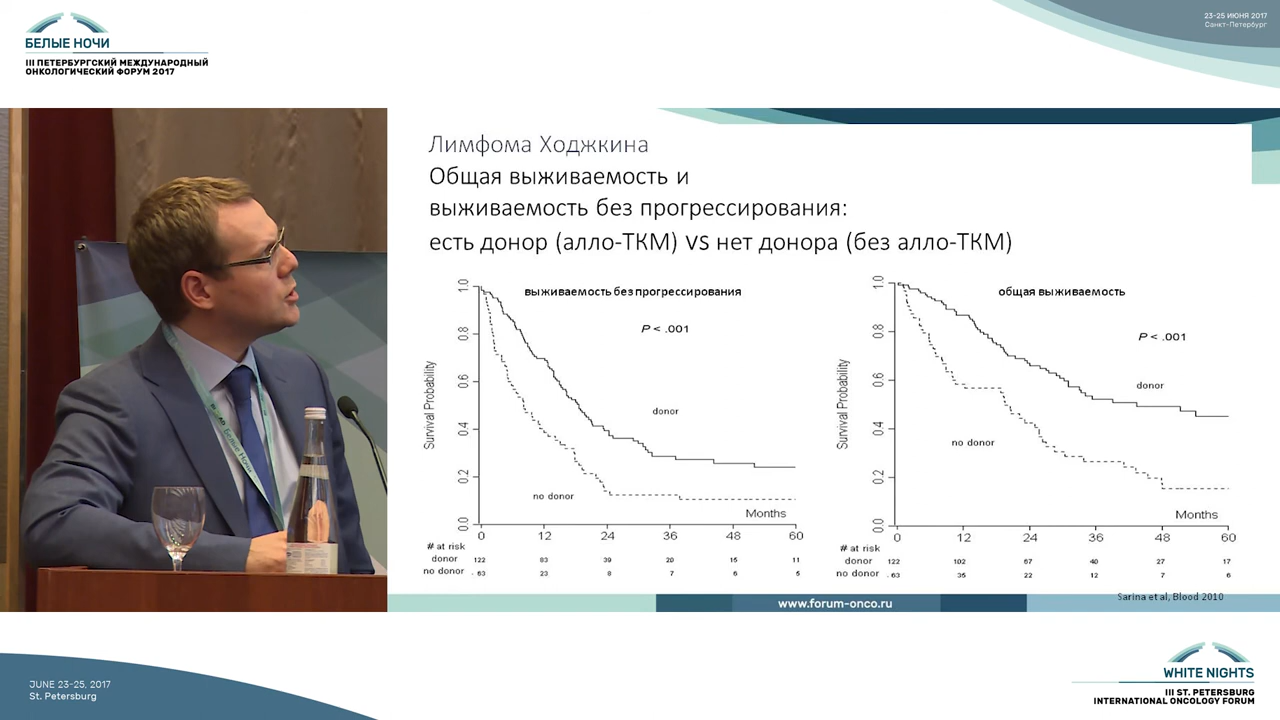 БЕЛЫЕ НОЧИ
III ПЕТЕРБУРГСКИЙ МЕЖДУНАРОДНЫЙ
ОНКОЛОГИЧЕСКИЙ ФОРУМ 2017
23-25 ИЮНЯ 2017
Санкт-Петербург
Лимфома Ходжкина
Общая выживаемость и
выживаемость без прогрессирования:
есть донор (алло-ТКМ) vs нет донора (без алло-ТКМ)
выживаемость без прогрессирования
P < .001
Survival Probability
1.0
0.8
0.6
0.4
0.2
0.0
donor
no donor
Months
0 12 24 36 48 60
# at risk
donor 122 83 39 20 15 11
no donor . 63 23 8 7 6 5
общая выживаемость
P < .001
Survival Probability
1.0
0.8
0.6
0.4
0.2
0.0
donor
no donor
Months
0 12 24 36 48 60
# at risk
donor 122 102 67 40 27 17
no donor . 63 35 22 12 7 6
Sarina et al, Blood 2010
www.forum-onco.ru
Белые Ночи
JUNE 23-25, 2017
St. Petersburg
WHITE NIGHTS
III ST. PETERSBURG
INTERNATIONAL ONCOLOGY FORUM